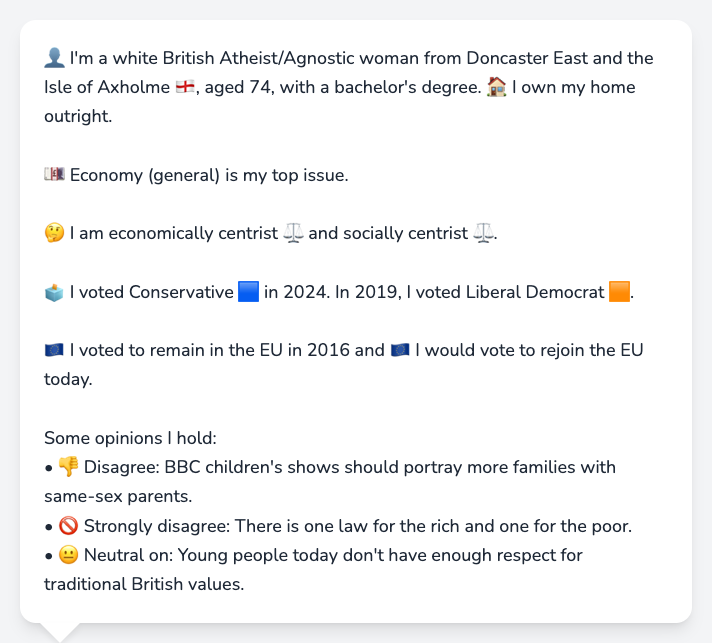 👤 I'm a white British Atheist/Agnostic woman from Doncaster East and the
Isle of Axholme 🏴󠁧󠁢󠁥󠁮󠁧󠁿, aged 74, with a bachelor's degree. 🏠 I own my home
outright.
💷 Economy (general) is my top issue.
🤔 I am economically centrist ⚖️ and socially centrist ⚖️.
🗳️ I voted Conservative 🟦 in 2024. In 2019, I voted Liberal Democrat 🟧.
🇪🇺 I voted to remain in the EU in 2016 and 🇪🇺 I would vote to rejoin the EU
today.
Some opinions I hold:
• 👎 Disagree: BBC children's shows should portray more families with
same-sex parents.
• 🚫 Strongly disagree: There is one law for the rich and one for the poor.
• 😐 Neutral on: Young people today don't have enough respect for
traditional British values.